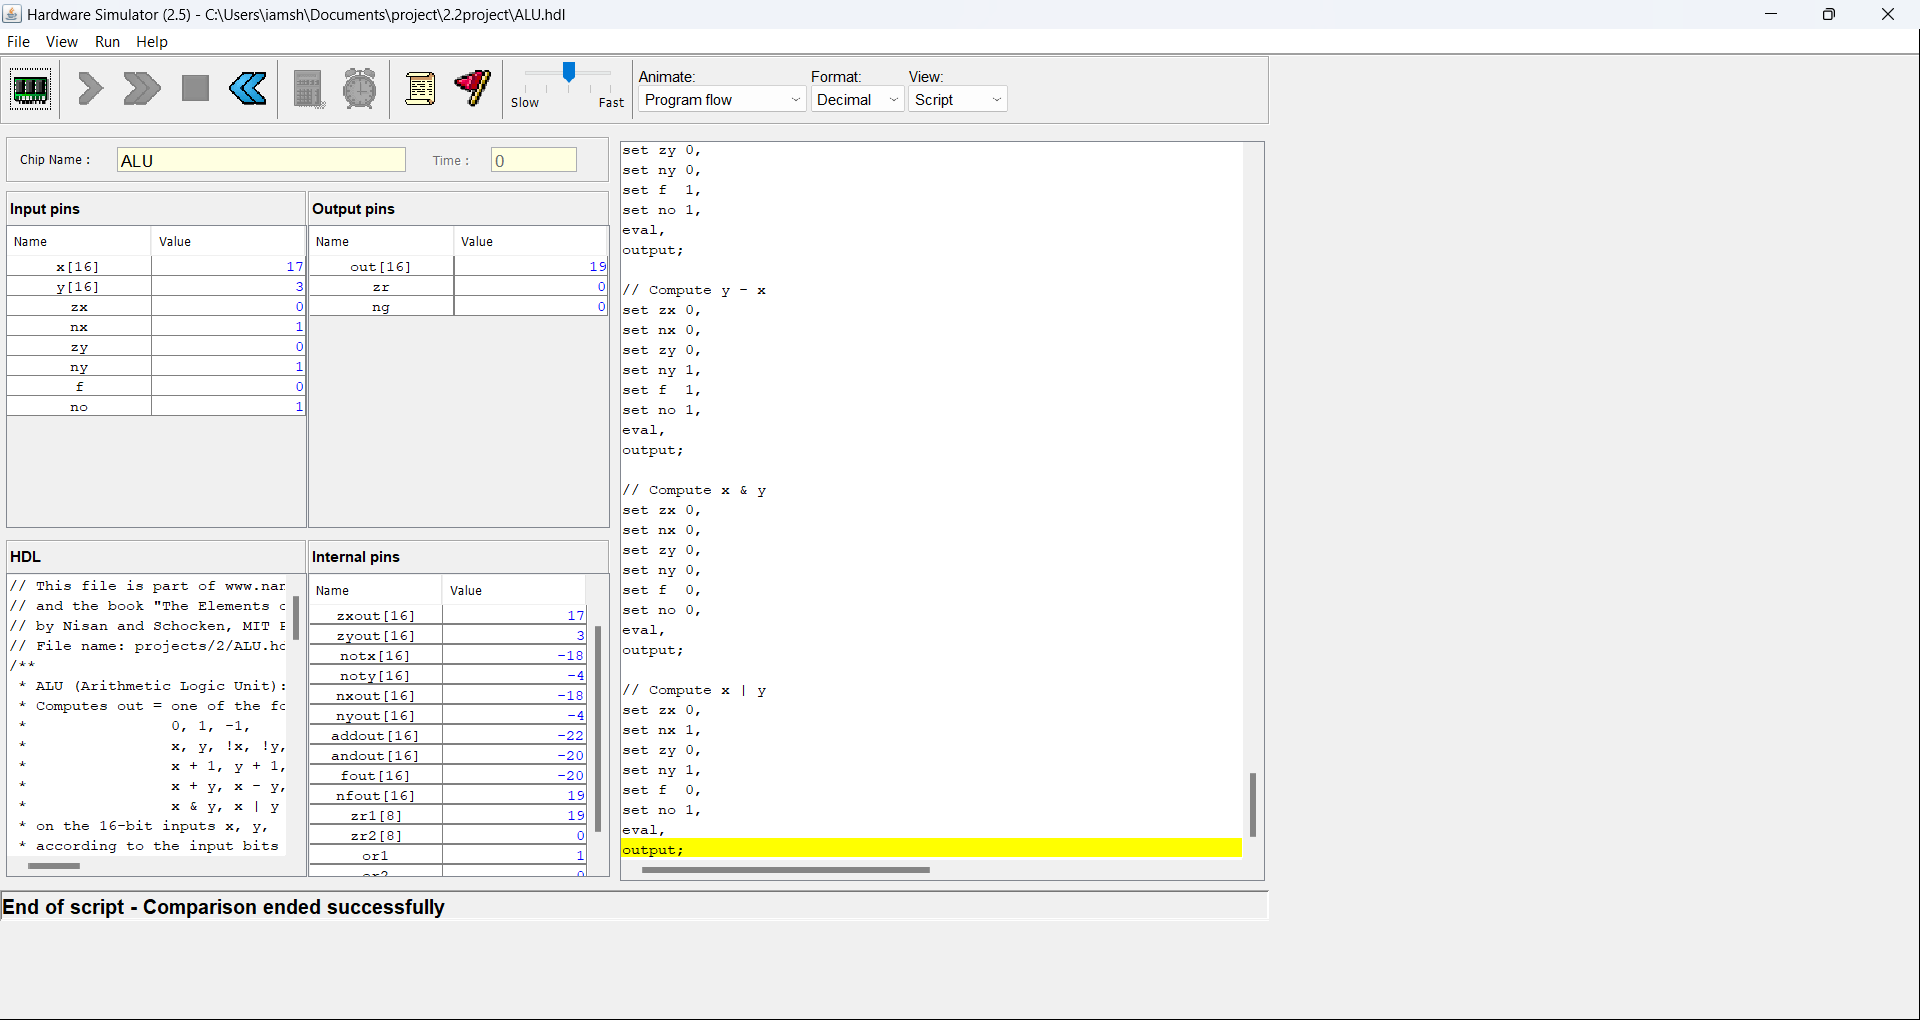 Hardware Simulator (2.5) - C:\Users\iamsh\Documents\project\2.2project\ALU.hdl
File View Run Help
Slow Fast
Animate: Format: View:
Program flow Decimal Script
Chip Name : ALU Time : 0
Input pins
Name Value
x[16] 17
y[16] 3
zx 0
nx 1
zy 0
ny 1
f 0
no 1
Output pins
Name Value
out[16] 19
zr 0
ng 0
HDL
// This file is part of www.nan
// and the book "The Elements
// by Nisan and Schocken, MIT
// File name: projects/2/ALU.hd
/**
* ALU (Arithmetic Logic Unit):
* Computes out = one of the fo
* 0, 1, -1,
* x, y, !x, !y,
* x + 1, y + 1,
* x + y, x - y,
* x & y, x | y
* on the 16-bit inputs x, y,
* according to the input bits
Internal pins
Name Value
zxout[16] 17
zyout[16] 3
notx[16] -18
noty[16] -4
nxout[16] -18
nyout[16] -4
addout[16] -22
andout[16] -20
fout[16] -20
nfout[16] 19
zr1[8] 19
zr2[8] 0
or1 1
or2 0
set zy 0,
set ny 0,
set f 1,
set no 1,
eval,
output;
// Compute y - x
set zx 0,
set nx 0,
set zy 0,
set ny 1,
set f 1,
set no 1,
eval,
output;
// Compute x & y
set zx 0,
set nx 0,
set zy 0,
set ny 0,
set f 0,
set no 0,
eval,
output;
// Compute x | y
set zx 0,
set nx 1,
set zy 0,
set ny 1,
set f 0,
set no 1,
eval,
output;
End of script - Comparison ended successfully